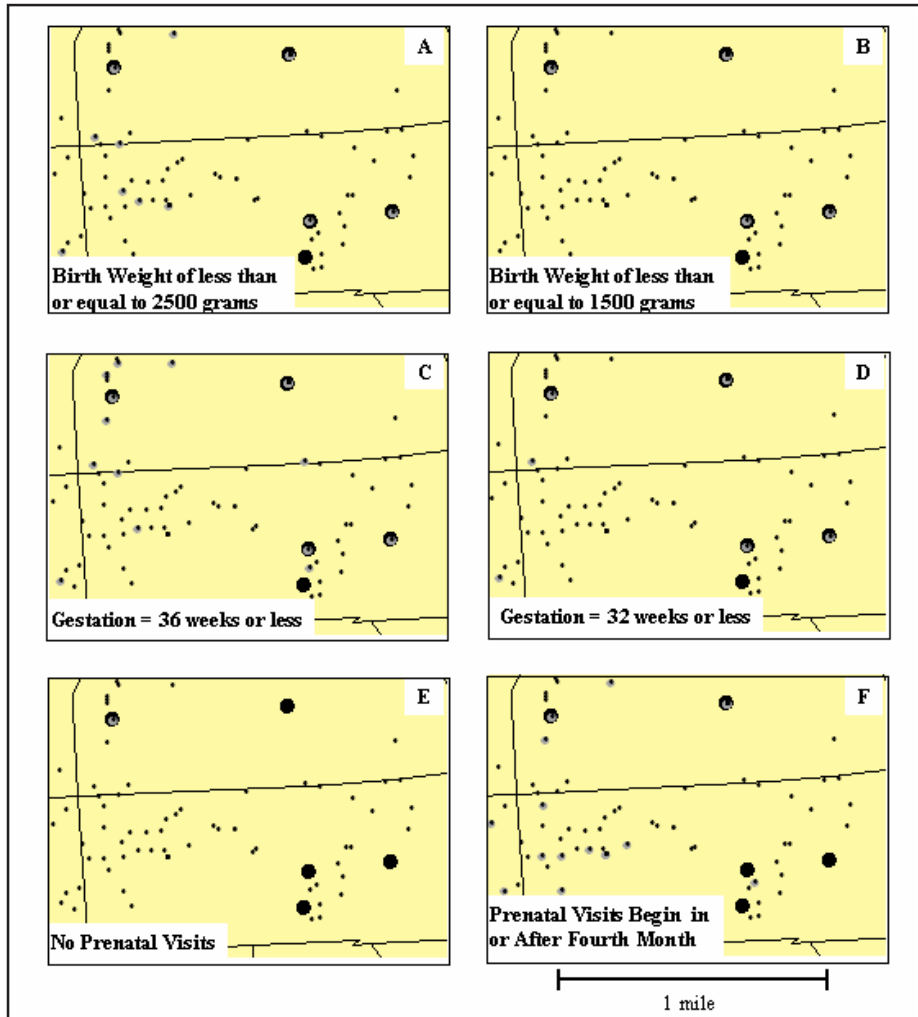 A
Birth Weight of less than
or equal to 2500 grams
B
Birth Weight of less than
or equal to 1500 grams
C
Gestation = 36 weeks or less
D
Gestation = 32 weeks or less
E
No Prenatal Visits
F
Prenatal Visits Begin in
or After Fourth Month
1 mile